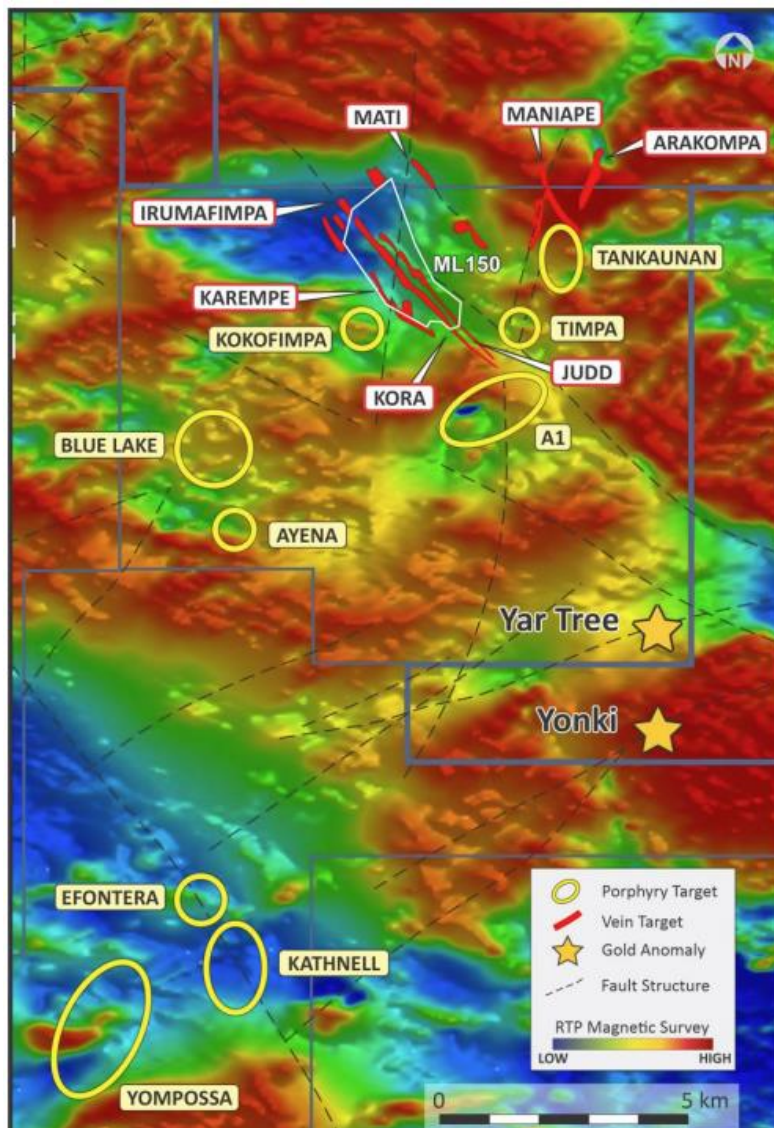 N
MATI
MANIAPE
ARAKOMPA
IRUMAFIMPA
ML150
TANKAUNAN
KAREMPE
KOKOFIMPA
TIMPA
KORA
JUDD
A1
BLUE LAKE
AYENA
Yar Tree
Yonki
EFONTERA
KATHNELL
YOMPOSSA
Porphyry Target
Vein Target
Gold Anomaly
Fault Structure
RTP Magnetic Survey
LOW HIGH
0 5 km